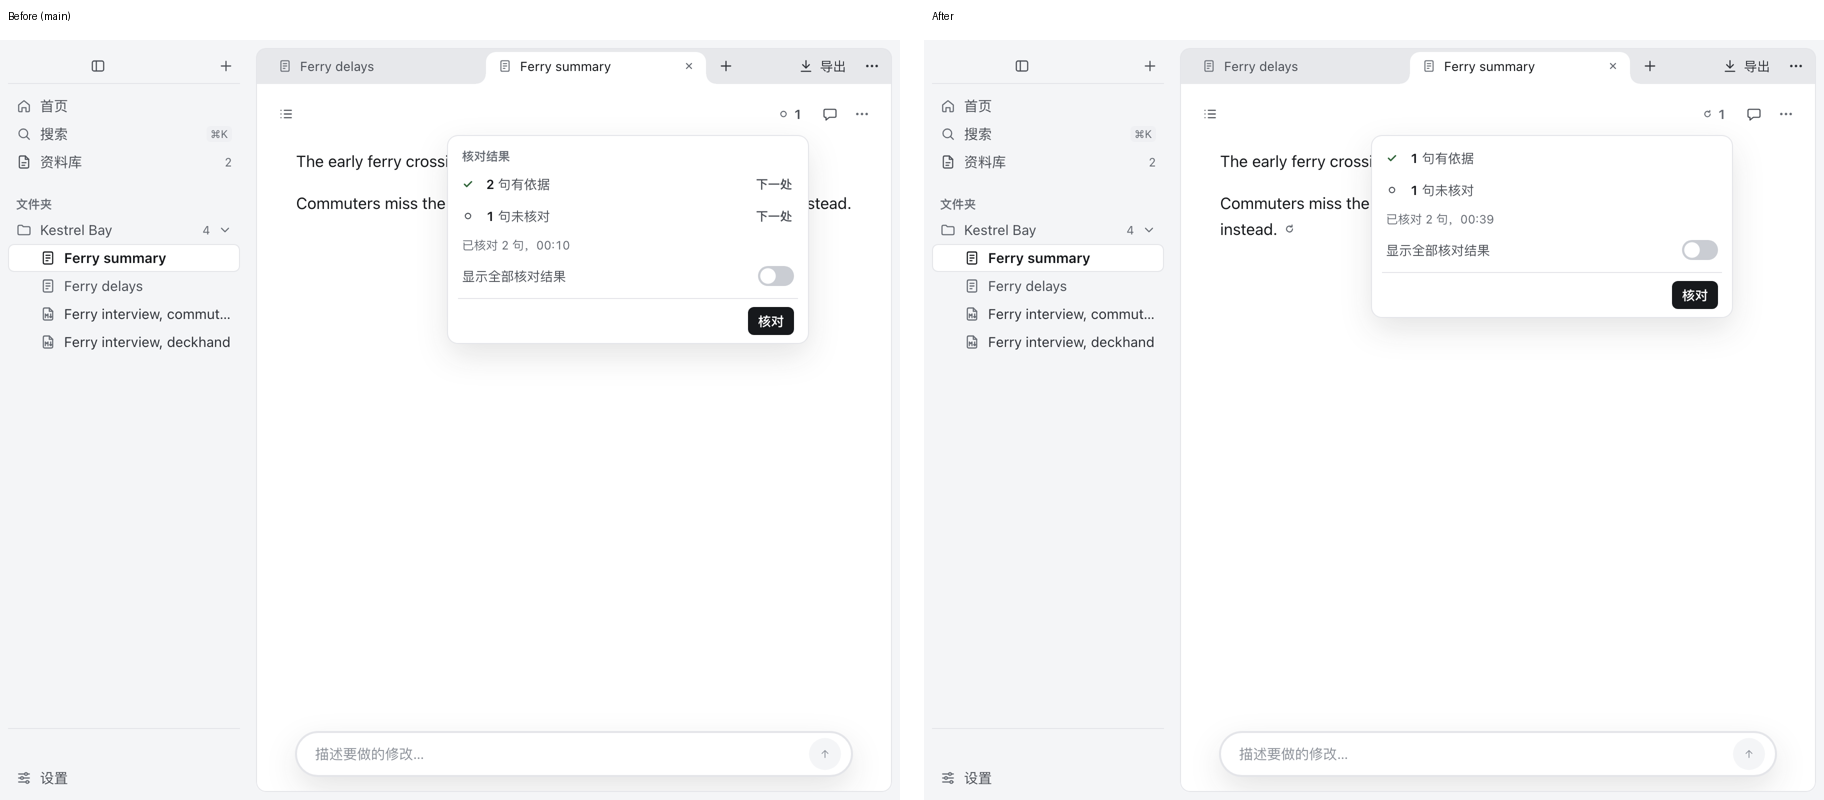 Before (main)
Ferry delays
Ferry summary
导出
首页
搜索 ⌘K
资料库 2
文件夹
Kestrel Bay 4
Ferry summary
Ferry delays
Ferry interview, commut...
Ferry interview, deckhand
设置
1
The early ferry crossi
Commuters miss the stead.
核对结果
2 句有依据 下一处
1 句未核对 下一处
已核对 2 句，00:10
显示全部核对结果
核对
描述要做的修改...
After
Ferry delays
Ferry summary
导出
首页
搜索 ⌘K
资料库 2
文件夹
Kestrel Bay 4
Ferry summary
Ferry delays
Ferry interview, commut...
Ferry interview, deckhand
设置
1
The early ferry crossi
Commuters miss the
instead.
1 句有依据
1 句未核对
已核对 2 句，00:39
显示全部核对结果
核对
描述要做的修改...